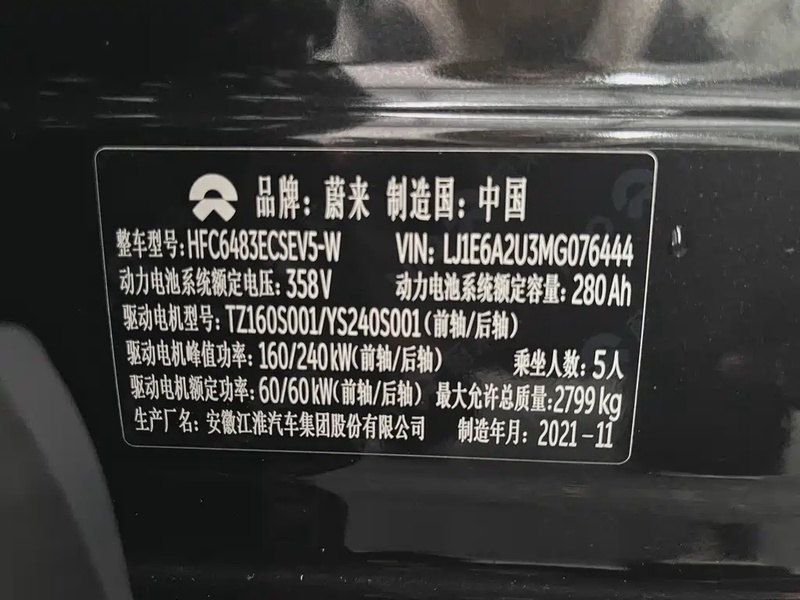 品牌：蔚来 制造国：中国
整车型号：HFC6483ECSEV5-W VIN: LJ1E6A2U3MG076444
动力电池系统额定电压：358V 动力电池系统额定容量：280Ah
驱动电机型号：TZ160S001/YS240S001（前轴/后轴）
驱动电机峰值功率：160/240kW（前轴/后轴） 乘坐人数：5人
驱动电机额定功率：60/60kW（前轴/后轴） 最大允许总质量：2799kg
生产厂名：安徽江淮汽车集团股份有限公司 制造年月：2021-11